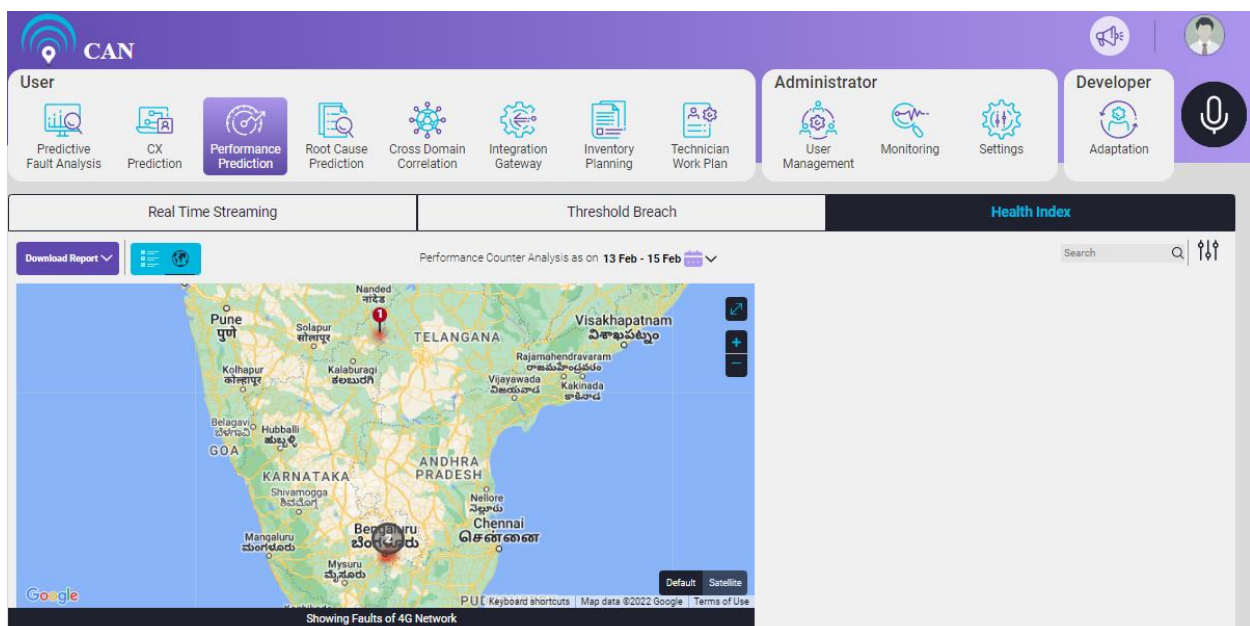 CAN
User
Administrator
Developer
Predictive
Fault Analysis
CX
Prediction
Performance
Prediction
Root Cause
Prediction
Cross Domain
Correlation
Integration
Gateway
Inventory
Planning
Technician
Work Plan
User
Management
Monitoring
Settings
Adaptation
Real Time Streaming
Threshold Breach
Health Index
Download Report
Performance Counter Analysis as on 13 Feb - 15 Feb
Search
Nanded
नांदेड
1
Pune
पुणे
Solapur
सोलापूर
TELANGANA
Visakhapatnam
విశాఖపట్నం
Rajamahendravaram
రాజమహేంద్రవరం
Kolhapur
कोल्हापूर
Kalaburagi
ಕಲಬುರಗಿ
Vijayawada
విజయవాడ
Kakinada
కాకినాడ
Belagavi
ಬೆಳಗಾವಿ
Hubballi
ಹುಬ್ಬಳ್ಳಿ
GOA
KARNATAKA
ANDHRA
PRADESH
Shivamogga
ಶಿವಮೊಗ್ಗ
Nellore
నెల్లూరు
Bengaluru
ಬೆಂಗಳೂರು
Chennai
சென்னை
Mangaluru
ಮಂಗಳೂರು
Mysuru
ಮೈಸೂರು
+
−
Default Satellite
Google
Keyboard shortcuts Map data ©2022 Google Terms of Use
Showing Faults of 4G Network